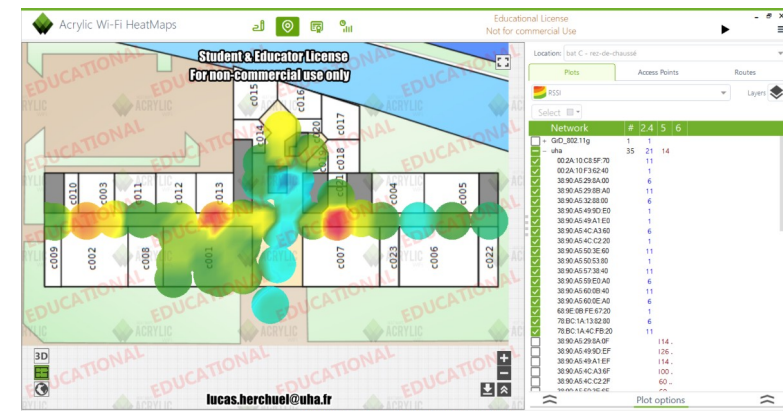 Acrylic Wi-Fi HeatMaps
Educational License
Not for commercial Use
Student & Educator License
For non-Commercial use only
c015
c016
c014
c020
c017
c018
c010
c003
c011
c012
c013
c004
c005
c009
c002
c008
c001
c007
c023
c006
c022
EDUCATIONAL
ACRYLIC
3D
lucas.herchuel@uha.fr
Location: bat C - rez-de-chaussé
Plots
Access Points
Routes
RSSI
Layers
Select
Network # 2.4 5 6
+ GrD_802.11g 1 1
- uha 35 21 14
00:2A:10:C8:5F:70 11
00:2A:10:F3:62:40 1
38:90:A5:29:8A:00 6
38:90:A5:29:8B:A0 11
38:90:A5:32:88:00 6
38:90:A5:49:9D:E0 1
38:90:A5:49:A1:E0 1
38:90:A5:4C:A3:60 6
38:90:A5:4C:C2:20 1
38:90:A5:50:3E:60 11
38:90:A5:50:53:80 1
38:90:A5:57:38:40 11
38:90:A5:59:E0:A0 6
38:90:A5:60:0B:40 11
38:90:A5:60:0E:A0 6
68:9E:0B:FE:67:20 1
78:BC:1A:13:82:80 6
78:BC:1A:4C:FB:20 11
38:90:A5:29:8A:0F 114 ..
38:90:A5:49:9D:EF 126 ..
38:90:A5:49:A1:EF 114 ..
38:90:A5:4C:A3:6F 100 ..
38:90:A5:4C:C2:2F 60 ..
Plot options